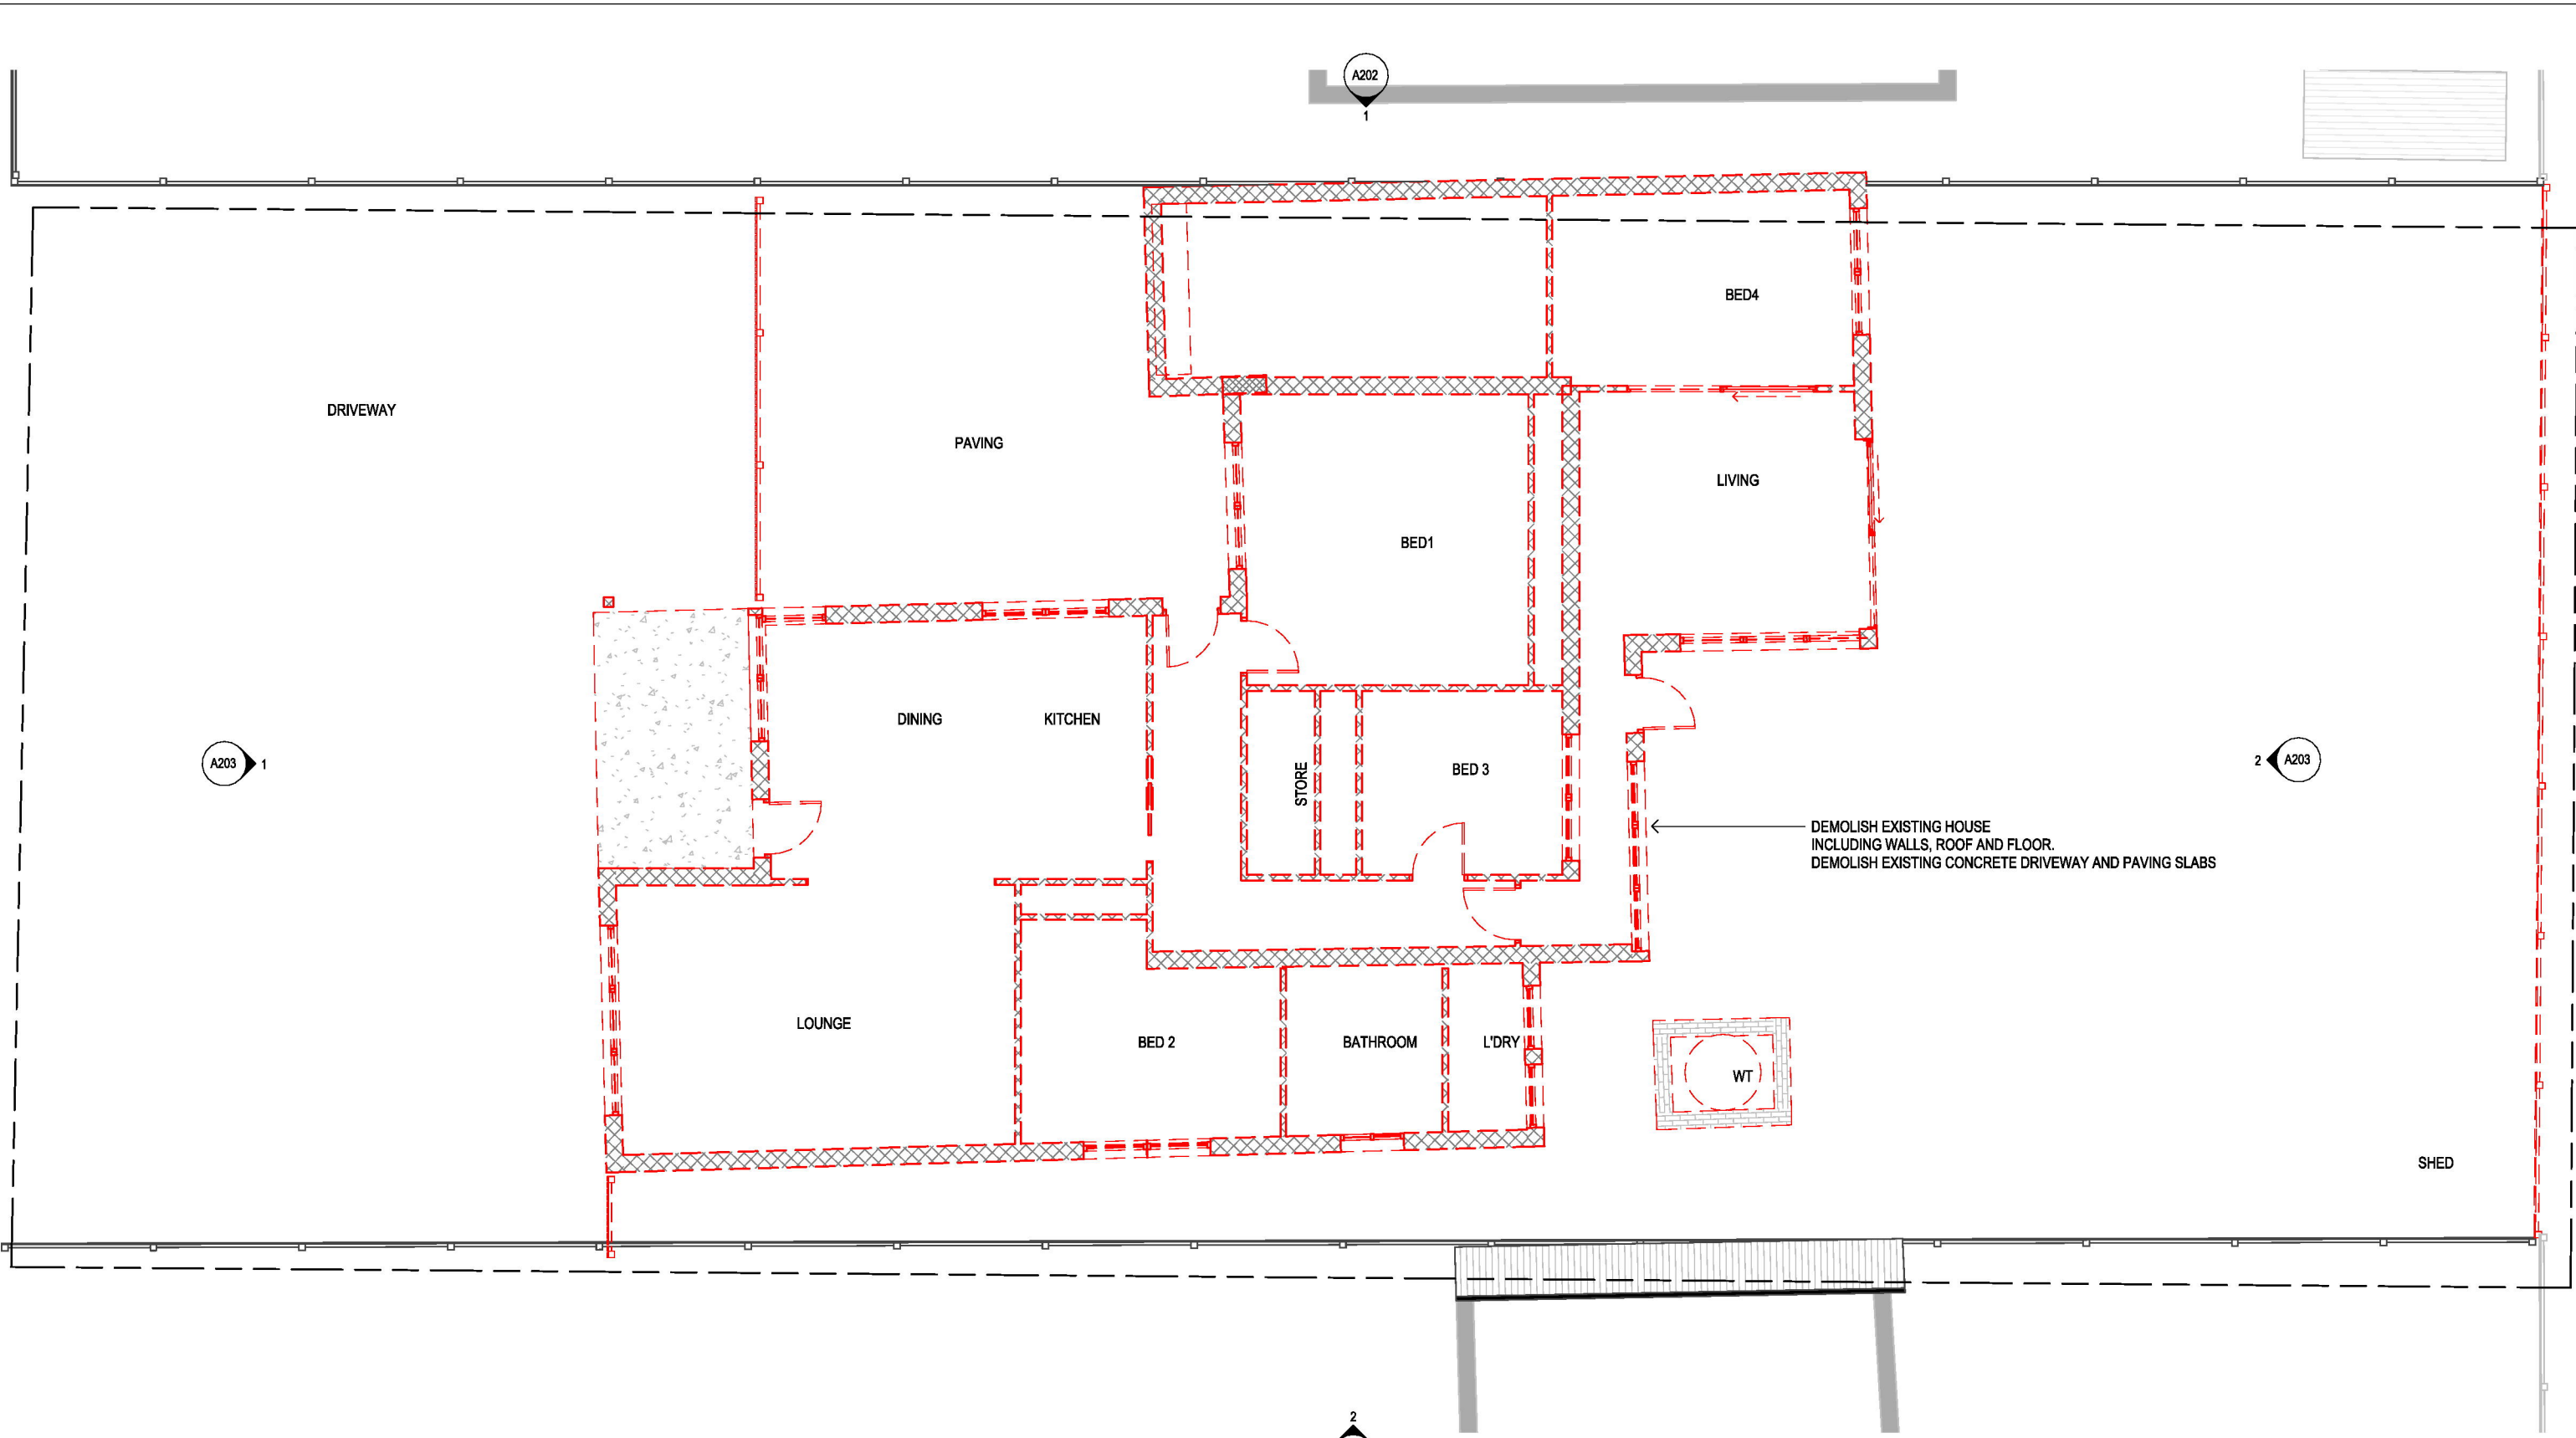 A202
1
BED4
DRIVEWAY
PAVING
LIVING
BED1
DINING
KITCHEN
A203
1
STORE
BED 3
2
A203
DEMOLISH EXISTING HOUSE
INCLUDING WALLS, ROOF AND FLOOR.
DEMOLISH EXISTING CONCRETE DRIVEWAY AND PAVING SLABS
LOUNGE
BED 2
BATHROOM
L'DRY
WT
SHED
2